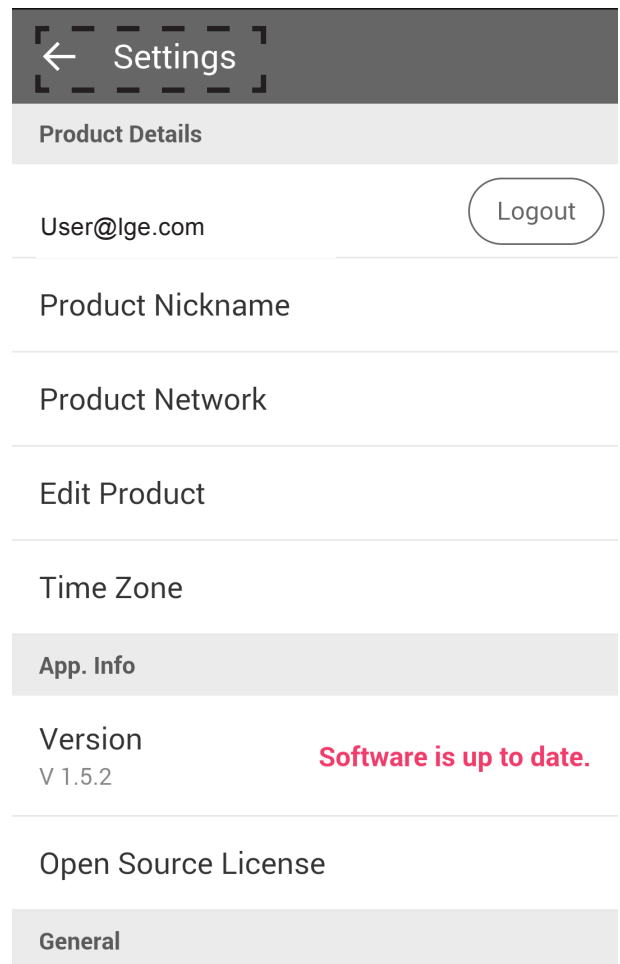 Settings
Product Details
User@lge.com
Logout
Product Nickname
Product Network
Edit Product
Time Zone
App. Info
Version
V 1.5.2
Software is up to date.
Open Source License
General